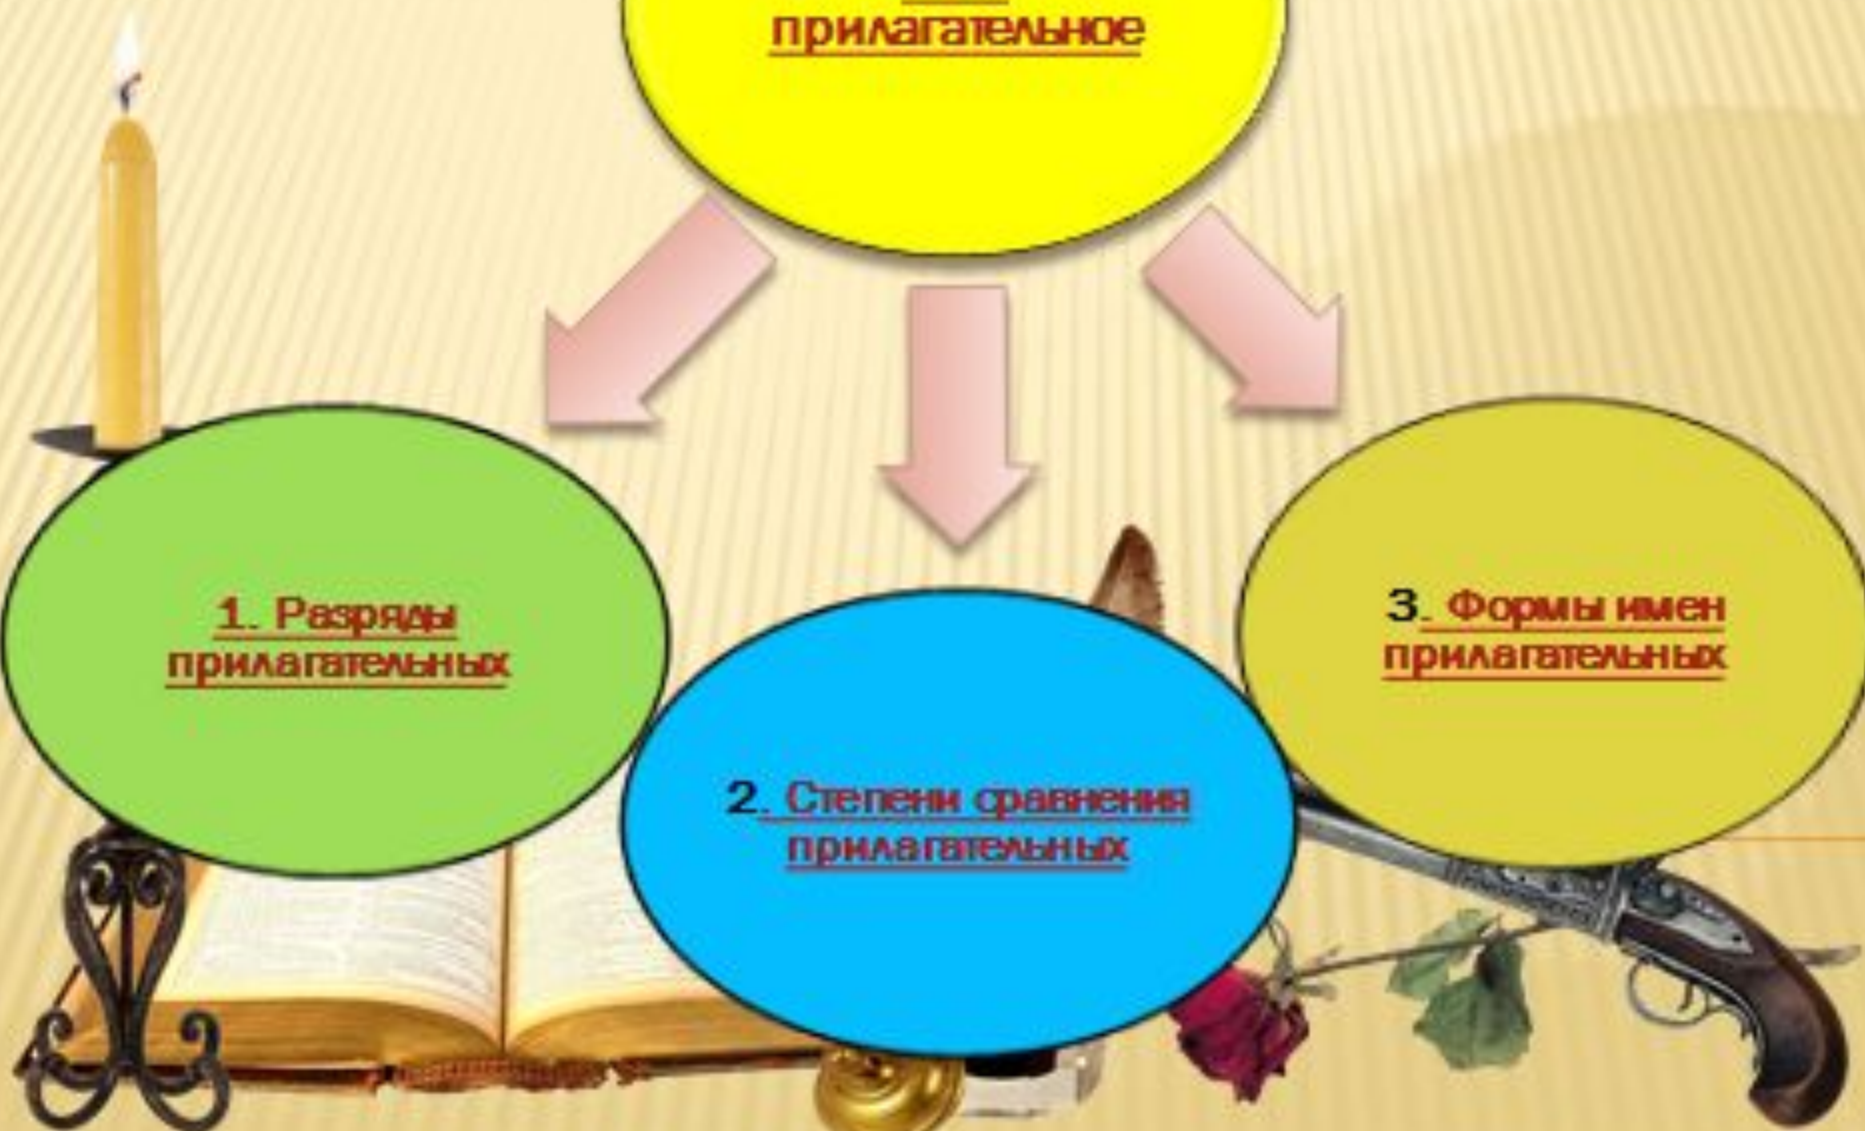 прилагательное
1. Разряды
прилагательных
2. Степени сравнения
прилагательных
3. Формы имен
прилагательных